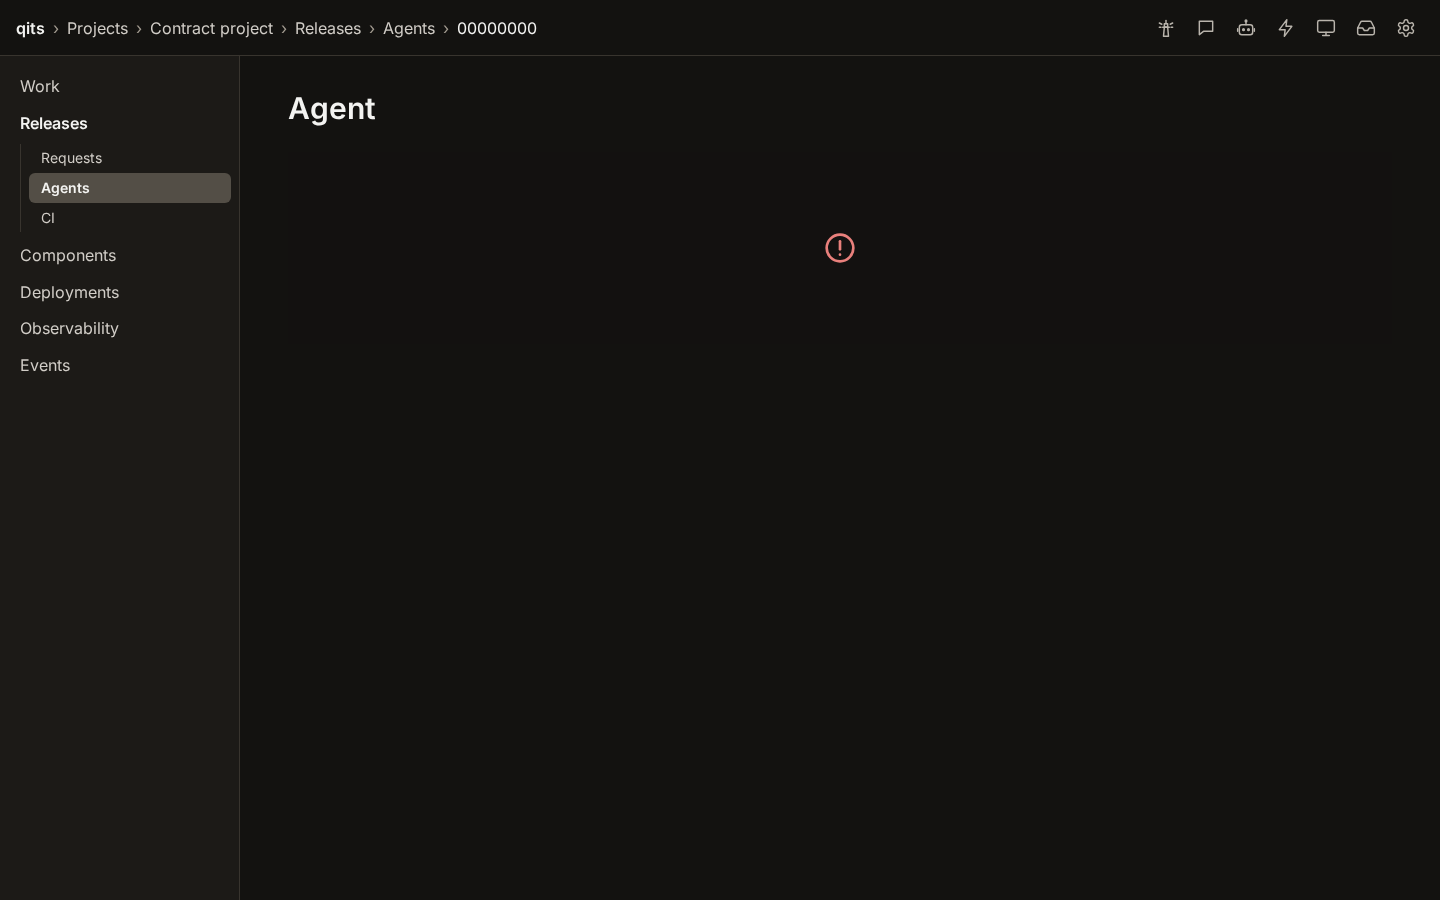 qits › Projects › Contract project › Releases › Agents › 00000000
Work
Releases
Requests
Agents
CI
Components
Deployments
Observability
Events
Agent